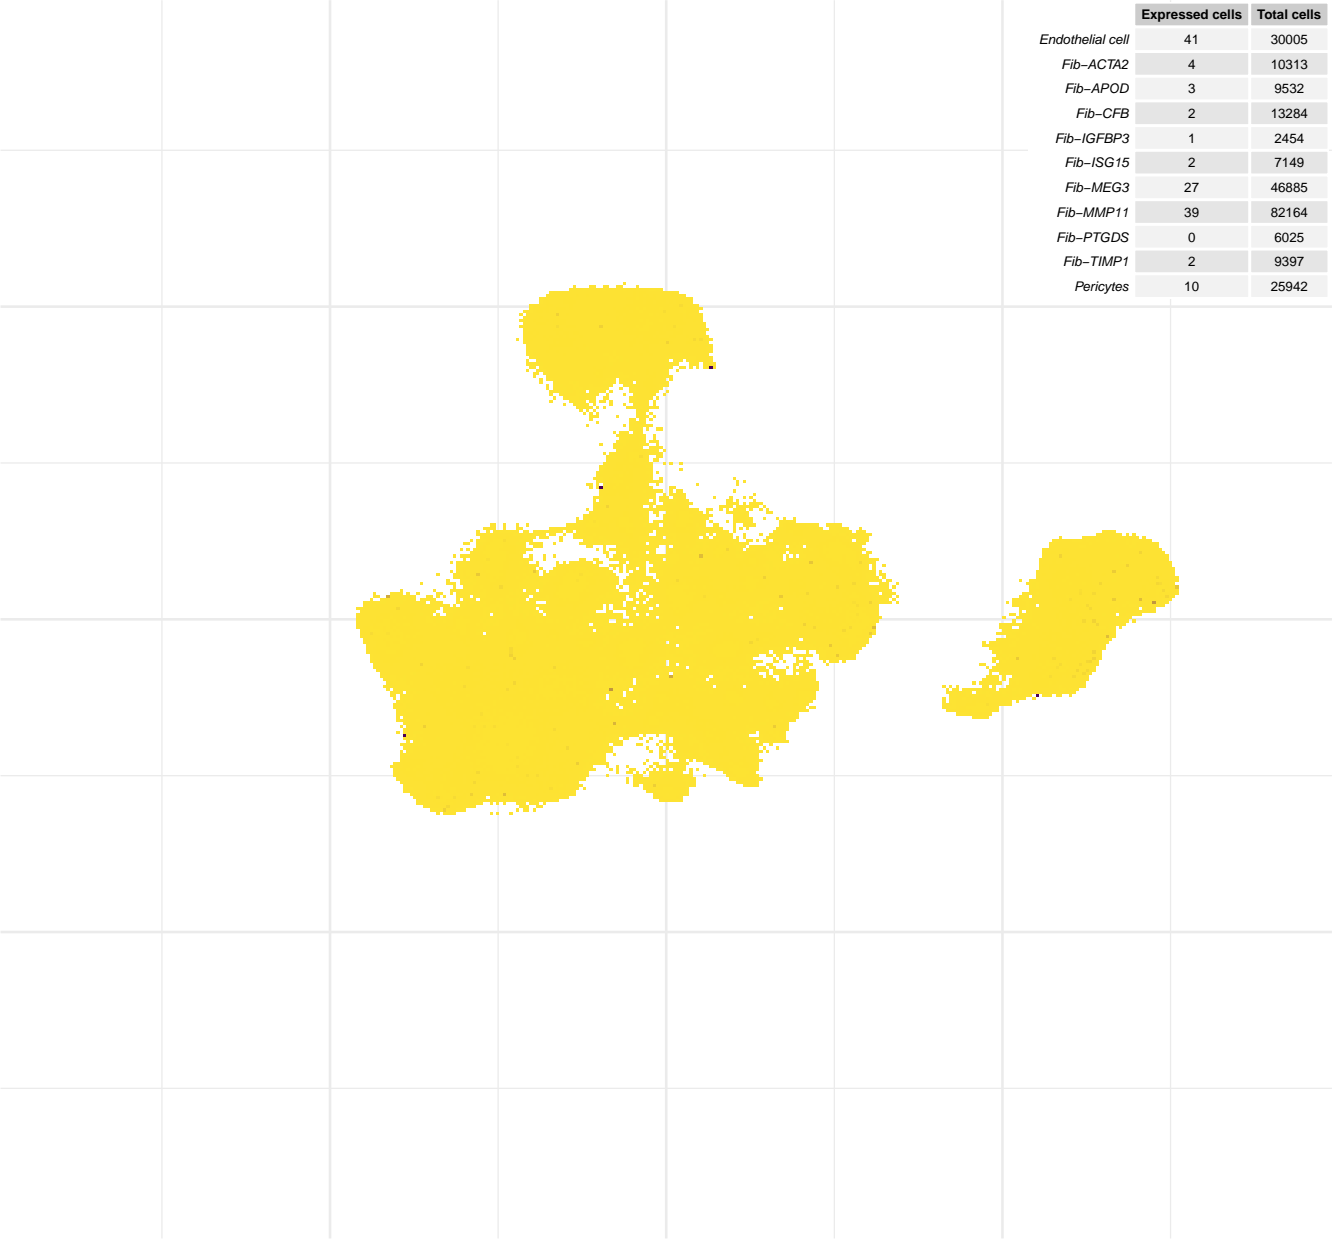 Expressed cells Total cells
Endothelial cell 41 30005
Fib−ACTA2 4 10313
Fib−APOD 3 9532
Fib−CFB 2 13284
Fib−IGFBP3 1 2454
Fib−ISG15 2 7149
Fib−MEG3 27 46885
Fib−MMP11 39 82164
Fib−PTGDS 0 6025
Fib−TIMP1 2 9397
Pericytes 10 25942